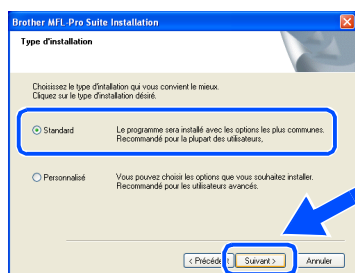 Brother MFL-Pro Suite Installation
Type d'installation
Choisissez le type d'intallation qui vous convient le mieux.
Cliquez sur le type d'installation désiré.
Standard
Le programme sera installé avec les options les plus communes.
Recommandé pour la plupart des utilisateurs,
Personnalisé
Vous pouvez choisir les options que vous souhaitez installer.
Recommandé pour les utilisateurs avancés.
< Précédent Suivant > Annuler